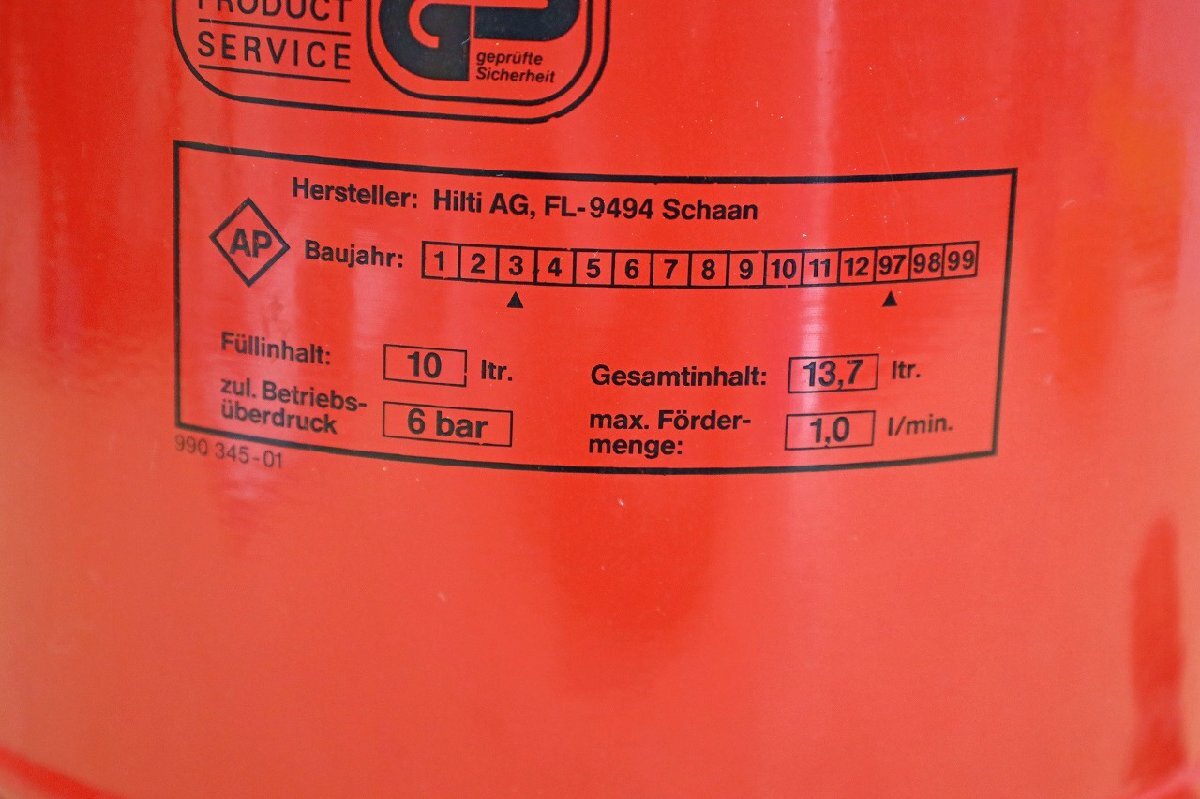 PRODUCT
SERVICE
geprüfte
Sicherheit
Hersteller: Hilti AG, FL-9494 Schaan
AP
Baujahr: 1 2 3 4 5 6 7 8 9 10 11 12 97 98 99
▲ ▲
Füllinhalt: 10 ltr. Gesamtinhalt: 13,7 ltr.
zul. Betriebs-
überdruck 6 bar
max. Förder-
menge: 1,0 l/min.
990 345-01